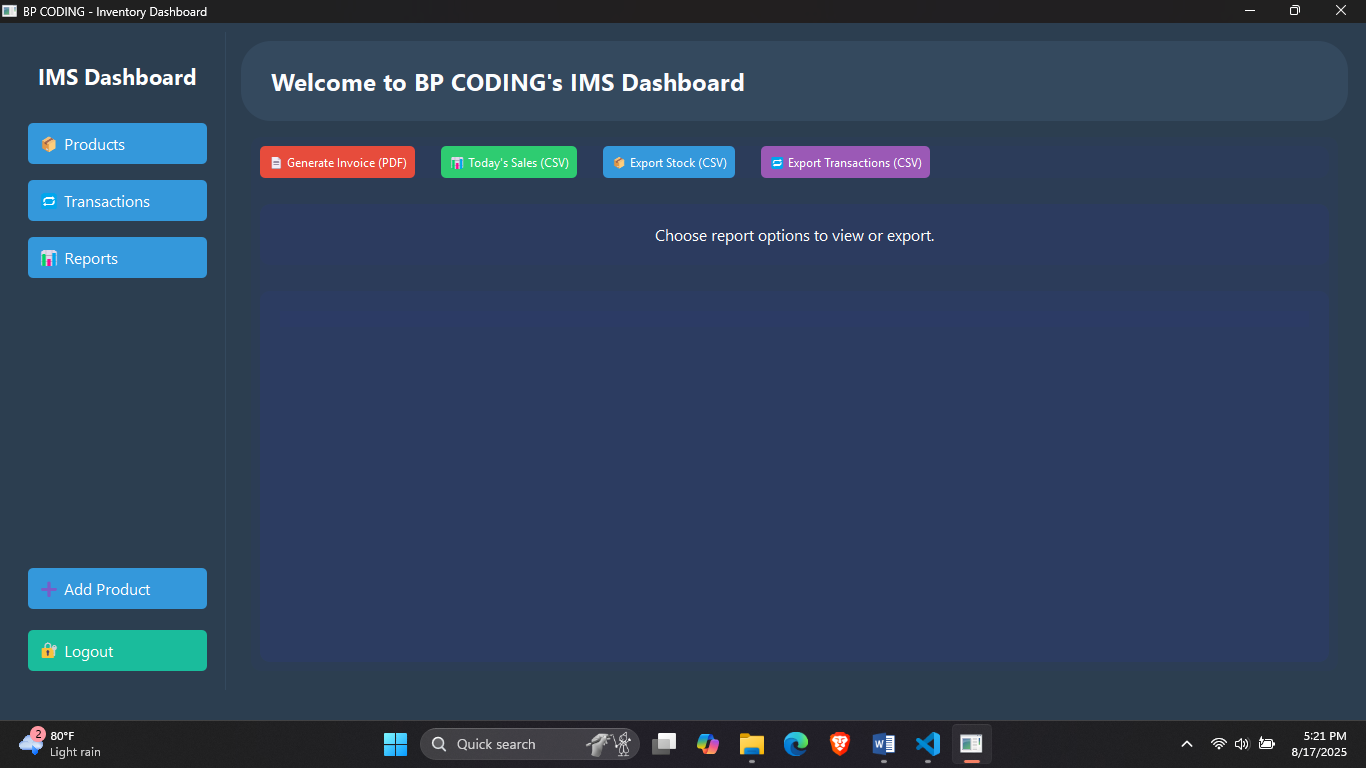 BP CODING - Inventory Dashboard
IMS Dashboard
Welcome to BP CODING's IMS Dashboard
Products
Transactions
Reports
Generate Invoice (PDF)
Today's Sales (CSV)
Export Stock (CSV)
Export Transactions (CSV)
Choose report options to view or export.
Add Product
Logout
2
80°F
Light rain
Quick search
5:21 PM
8/17/2025